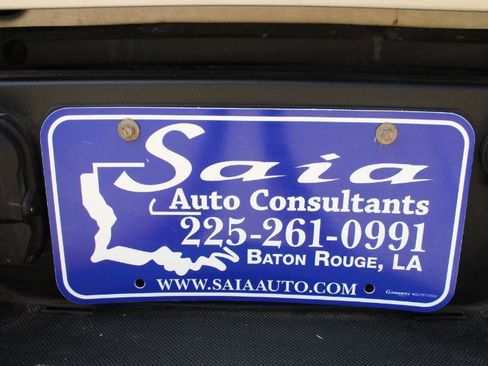 Saia
Auto Consultants
225-261-0991
BATON ROUGE, LA
WWW.SAIAAUTO.COM